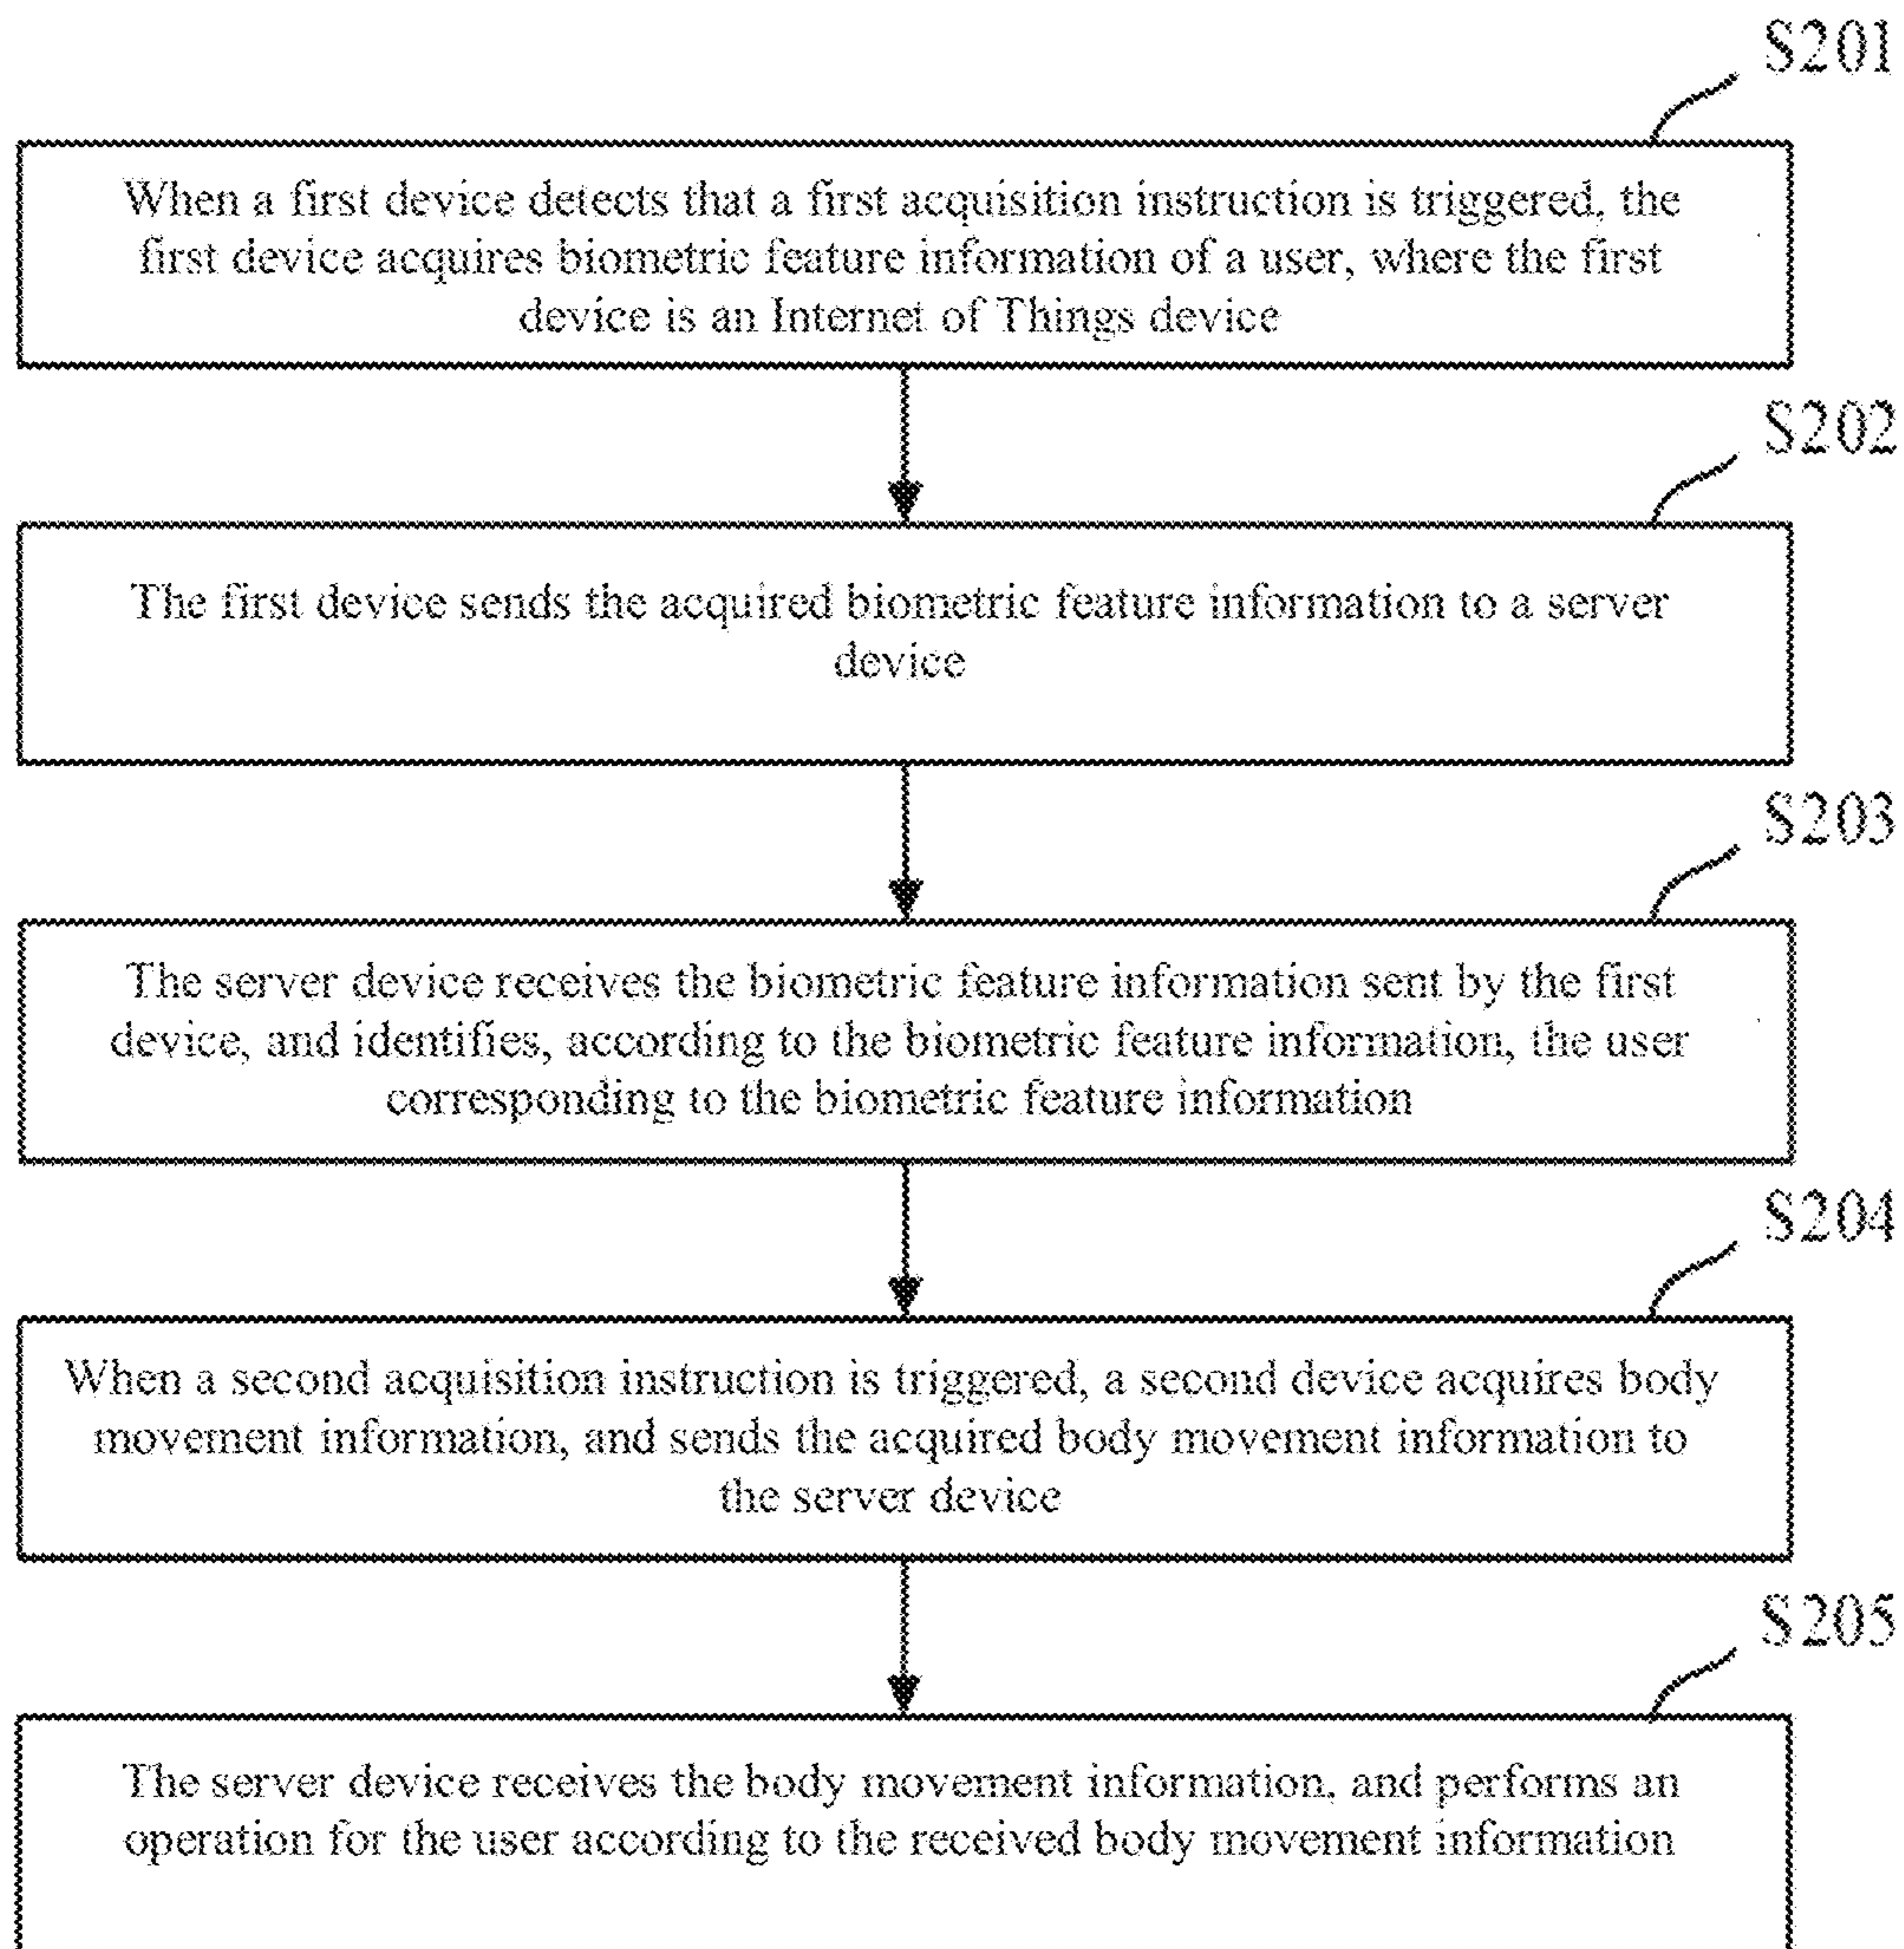 S201
When a first device detects that a first acquisition instruction is triggered, the
first device acquires biometric feature information of a user, where the first
device is an Internet of Things device
S202
The first device sends the acquired biometric feature information to a server
device
S203
The server device receives the biometric feature information sent by the first
device, and identifies, according to the biometric feature information, the user
corresponding to the biometric feature information
S204
When a second acquisition instruction is triggered, a second device acquires body
movement information, and sends the acquired body movement information to
the server device
S205
The server device receives the body movement information, and performs an
operation for the user according to the received body movement information